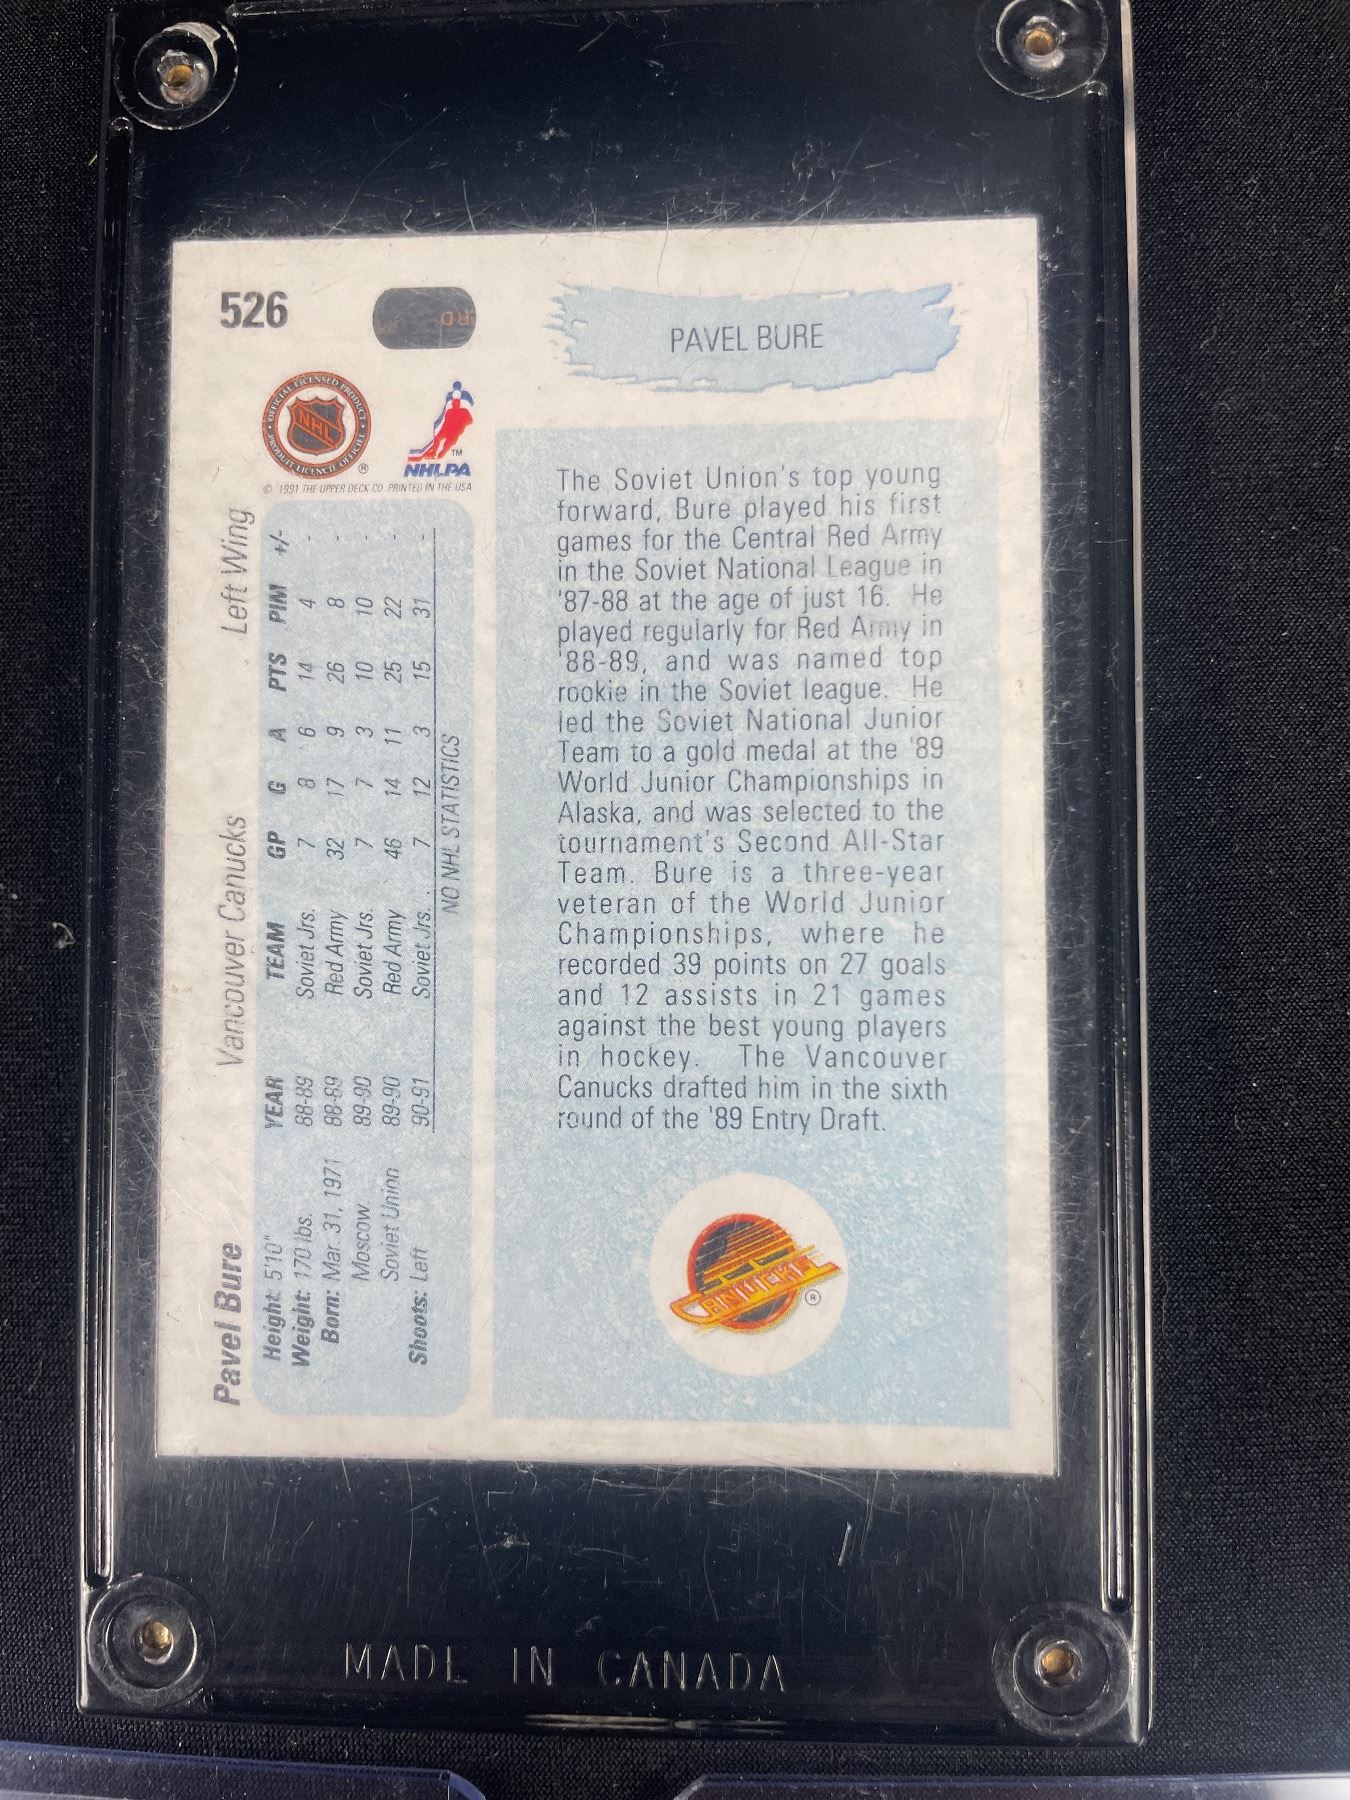 526
PAVEL BURE
OFFICIAL LICENSED PRODUCT
NHL
PRODUIT LICENCIÉ OFFICIEL
®
TM
NHLPA
© 1991 THE UPPER DECK CO. PRINTED IN THE USA
Pavel Bure Vancouver Canucks Left Wing
Height: 5'10"
Weight: 170 lbs.
Born: Mar. 31, 1971
Moscow
Soviet Union
Shoots: Left
YEAR TEAM GP G A PTS PIM +/-
88-89 Soviet Jrs. 7 8 6 14 4 -
88-89 Red Army 32 17 9 26 8 -
89-90 Soviet Jrs. 7 7 3 10 10 -
89-90 Red Army 46 14 11 25 22 -
90-91 Soviet Jrs. 7 12 3 15 31 -
NO NHL STATISTICS
The Soviet Union's top young
forward, Bure played his first
games for the Central Red Army
in the Soviet National League in
'87-88 at the age of just 16. He
played regularly for Red Army in
'88-89, and was named top
rookie in the Soviet league. He
led the Soviet National Junior
Team to a gold medal at the '89
World Junior Championships in
Alaska, and was selected to the
tournament's Second All-Star
Team. Bure is a three-year
veteran of the World Junior
Championships, where he
recorded 39 points on 27 goals
and 12 assists in 21 games
against the best young players
in hockey. The Vancouver
Canucks drafted him in the sixth
round of the '89 Entry Draft.
CANUCKS
®
MADE IN CANADA